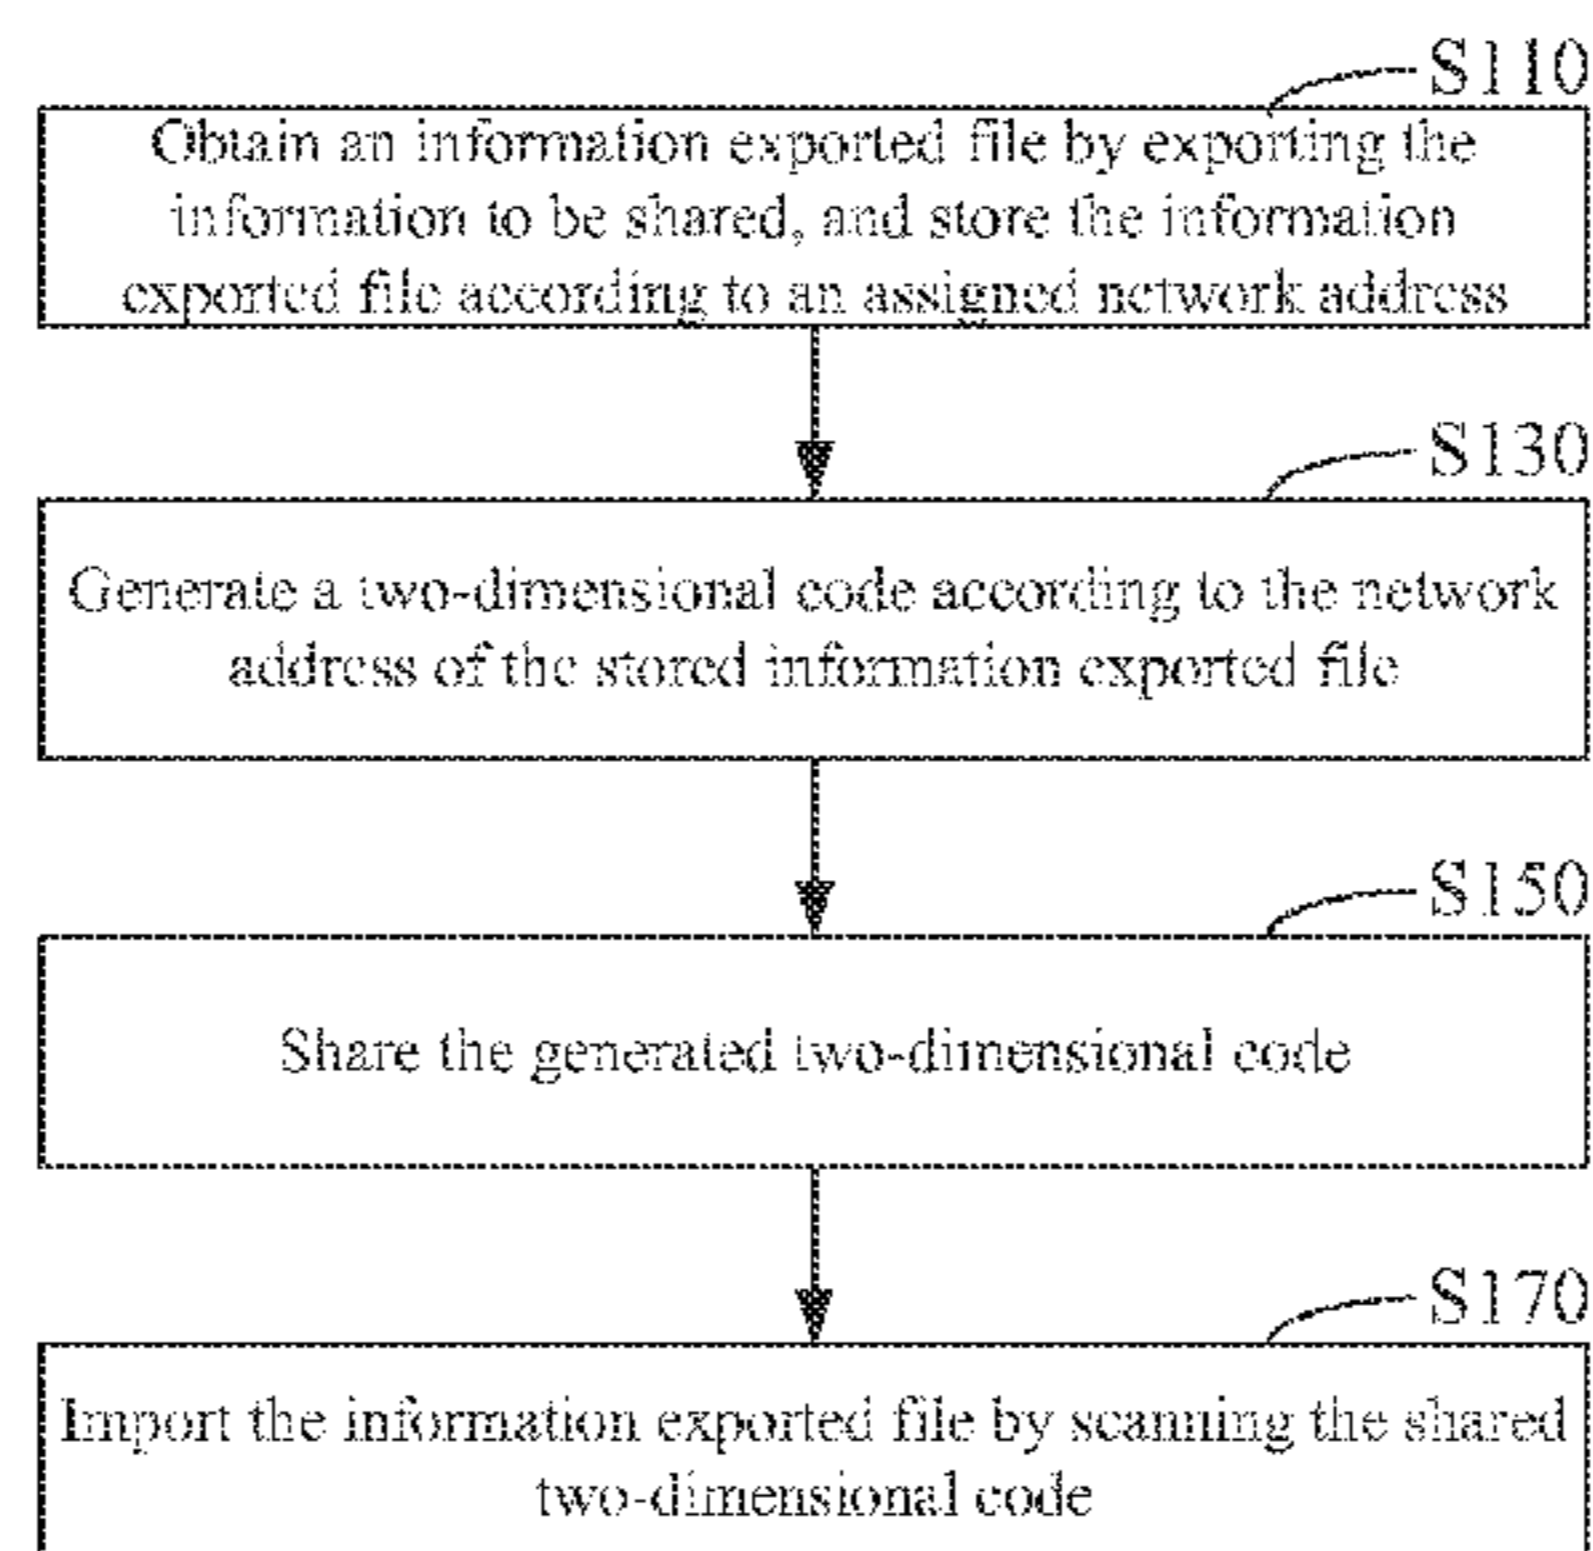 S110
Obtain an information exported file by exporting the
information to be shared, and store the information
exported file according to an assigned network address
S130
Generate a two-dimensional code according to the network
address of the stored information exported file
S150
Share the generated two-dimensional code
S170
Import the information exported file by scanning the shared
two-dimensional code